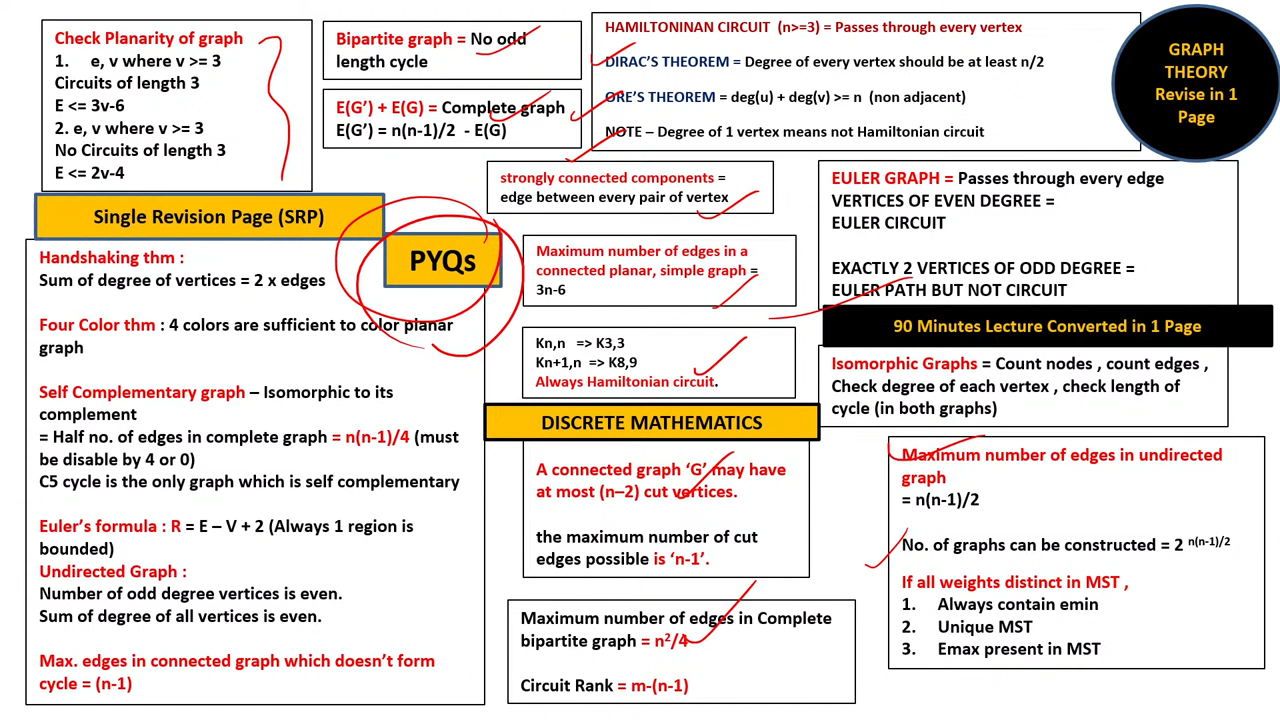 Check Planarity of graph
1. e, v where v >= 3
Circuits of length 3
E <= 3v-6
2. e, v where v >= 3
No Circuits of length 3
E <= 2v-4
Bipartite graph = No odd
length cycle
E(G’) + E(G) = Complete graph
E(G’) = n(n-1)/2 - E(G)
HAMILTONINAN CIRCUIT (n>=3) = Passes through every vertex
DIRAC’S THEOREM = Degree of every vertex should be at least n/2
ORE’S THEOREM = deg(u) + deg(v) >= n (non adjacent)
NOTE – Degree of 1 vertex means not Hamiltonian circuit
GRAPH
THEORY
Revise in 1
Page
Single Revision Page (SRP)
PYQs
Handshaking thm :
Sum of degree of vertices = 2 x edges
Four Color thm : 4 colors are sufficient to color planar
graph
Self Complementary graph – Isomorphic to its
complement
= Half no. of edges in complete graph = n(n-1)/4 (must
be disable by 4 or 0)
C5 cycle is the only graph which is self complementary
Euler’s formula : R = E – V + 2 (Always 1 region is
bounded)
Undirected Graph :
Number of odd degree vertices is even.
Sum of degree of all vertices is even.
Max. edges in connected graph which doesn’t form
cycle = (n-1)
strongly connected components =
edge between every pair of vertex
Maximum number of edges in a
connected planar, simple graph =
3n-6
Kn,n => K3,3
Kn+1,n => K8,9
Always Hamiltonian circuit.
DISCRETE MATHEMATICS
A connected graph ‘G’ may have
at most (n–2) cut vertices.
the maximum number of cut
edges possible is ‘n-1’.
Maximum number of edges in Complete
bipartite graph = n²/4
Circuit Rank = m-(n-1)
EULER GRAPH = Passes through every edge
VERTICES OF EVEN DEGREE =
EULER CIRCUIT
EXACTLY 2 VERTICES OF ODD DEGREE =
EULER PATH BUT NOT CIRCUIT
90 Minutes Lecture Converted in 1 Page
Isomorphic Graphs = Count nodes , count edges ,
Check degree of each vertex , check length of
cycle (in both graphs)
Maximum number of edges in undirected
graph
= n(n-1)/2
No. of graphs can be constructed = 2 n(n-1)/2
If all weights distinct in MST ,
1. Always contain emin
2. Unique MST
3. Emax present in MST